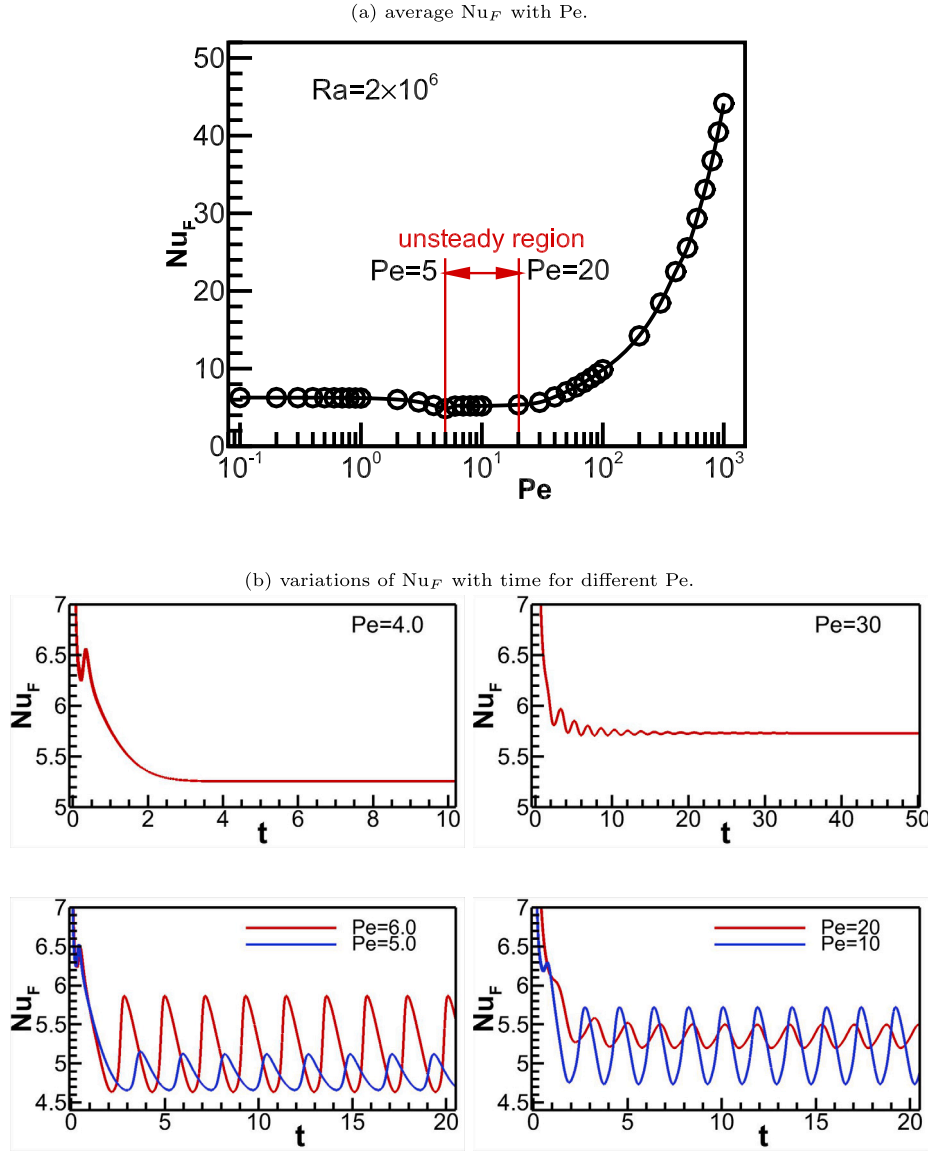 (a) average Nu_F with Pe.
50
Ra=2×10^6
40
Nu_F
30
unsteady region
Pe=5
Pe=20
20
10
0
10^-1
10^0
10^1
10^2
10^3
Pe
(b) variations of Nu_F with time for different Pe.
7
Pe=4.0
6.5
Nu_F
6
5.5
5
0 2 4 6 8 10
t
7
Pe=30
6.5
Nu_F
6
5.5
5
0 10 20 30 40 50
t
7
Pe=6.0
Pe=5.0
6.5
6
Nu_F
5.5
5
4.5
0 5 10 15 20
t
7
Pe=20
Pe=10
6.5
6
Nu_F
5.5
5
4.5
0 5 10 15 20
t